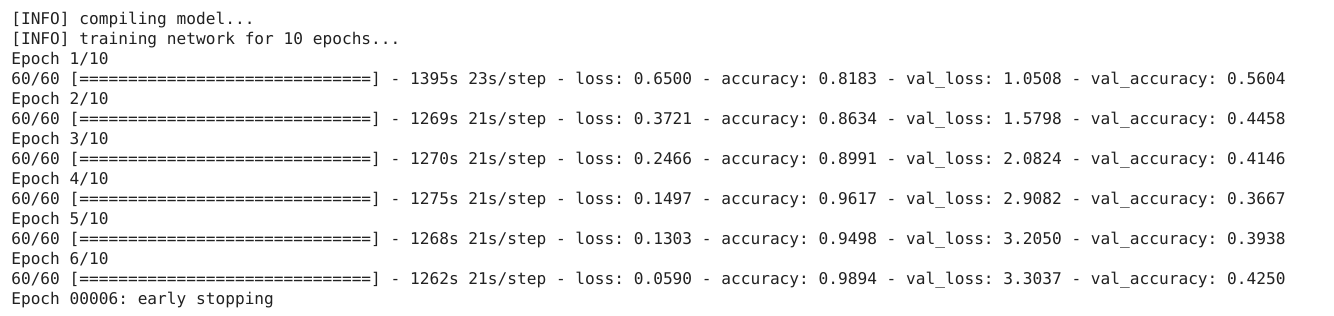 [INFO] compiling model...
[INFO] training network for 10 epochs...
Epoch 1/10
60/60 [==============================] - 1395s 23s/step - loss: 0.6500 - accuracy: 0.8183 - val_loss: 1.0508 - val_accuracy: 0.5604
Epoch 2/10
60/60 [==============================] - 1269s 21s/step - loss: 0.3721 - accuracy: 0.8634 - val_loss: 1.5798 - val_accuracy: 0.4458
Epoch 3/10
60/60 [==============================] - 1270s 21s/step - loss: 0.2466 - accuracy: 0.8991 - val_loss: 2.0824 - val_accuracy: 0.4146
Epoch 4/10
60/60 [==============================] - 1275s 21s/step - loss: 0.1497 - accuracy: 0.9617 - val_loss: 2.9082 - val_accuracy: 0.3667
Epoch 5/10
60/60 [==============================] - 1268s 21s/step - loss: 0.1303 - accuracy: 0.9498 - val_loss: 3.2050 - val_accuracy: 0.3938
Epoch 6/10
60/60 [==============================] - 1262s 21s/step - loss: 0.0590 - accuracy: 0.9894 - val_loss: 3.3037 - val_accuracy: 0.4250
Epoch 00006: early stopping